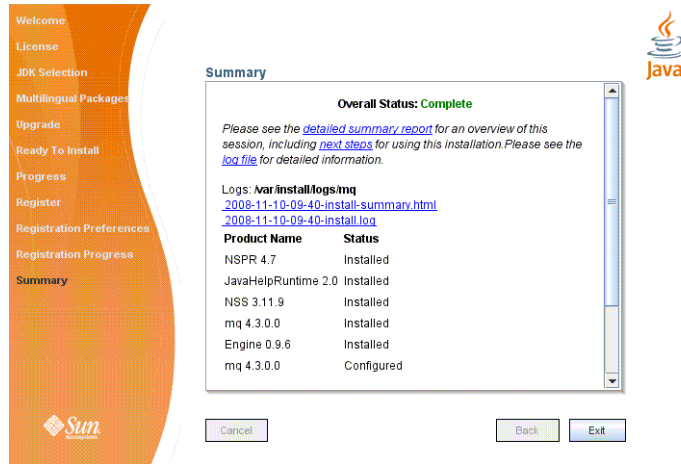 Welcome
License
JDK Selection
Multilingual Packages
Upgrade
Ready To Install
Progress
Register
Registration Preferences
Registration Progress
Summary
Sun
microsystems
Java
Summary
Overall Status: Complete
Please see the detailed summary report for an overview of this
session, including next steps for using this installation.Please see the
log file for detailed information.
Logs: /var/install/logs/mq
2008-11-10-09-40-install-summary.html
2008-11-10-09-40-install.log
Product Name Status
NSPR 4.7 Installed
JavaHelpRuntime 2.0 Installed
NSS 3.11.9 Installed
mq 4.3.0.0 Installed
Engine 0.9.6 Installed
mq 4.3.0.0 Configured
Cancel Back Exit